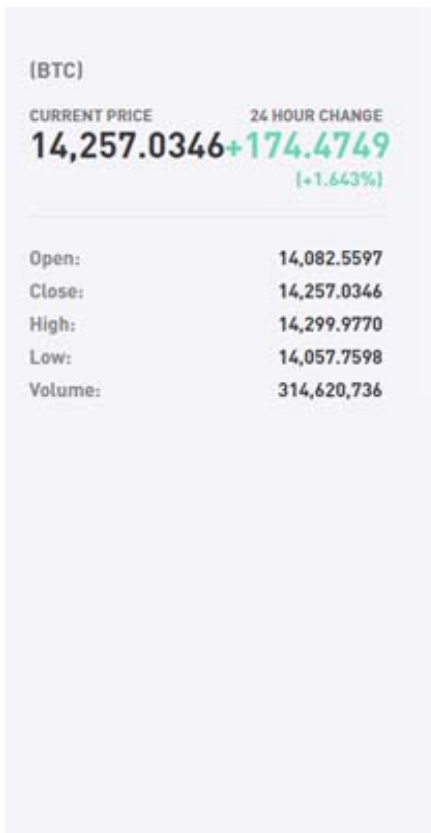 (BTC)
CURRENT PRICE 24 HOUR CHANGE
14,257.0346+174.4749
(+1.643%)
Open: 14,082.5597
Close: 14,257.0346
High: 14,299.9770
Low: 14,057.7598
Volume: 314,620,736